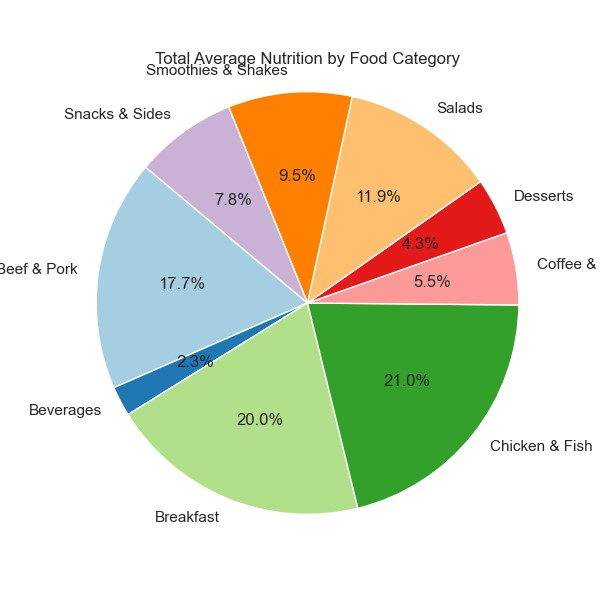 Total Average Nutrition by Food Category
Smoothies & Shakes
Snacks & Sides
Salads
9.5%
7.8%
11.9%
Desserts
4.3%
Beef & Pork
17.7%
5.5%
Coffee &
2.3%
21.0%
Beverages
20.0%
Chicken & Fish
Breakfast